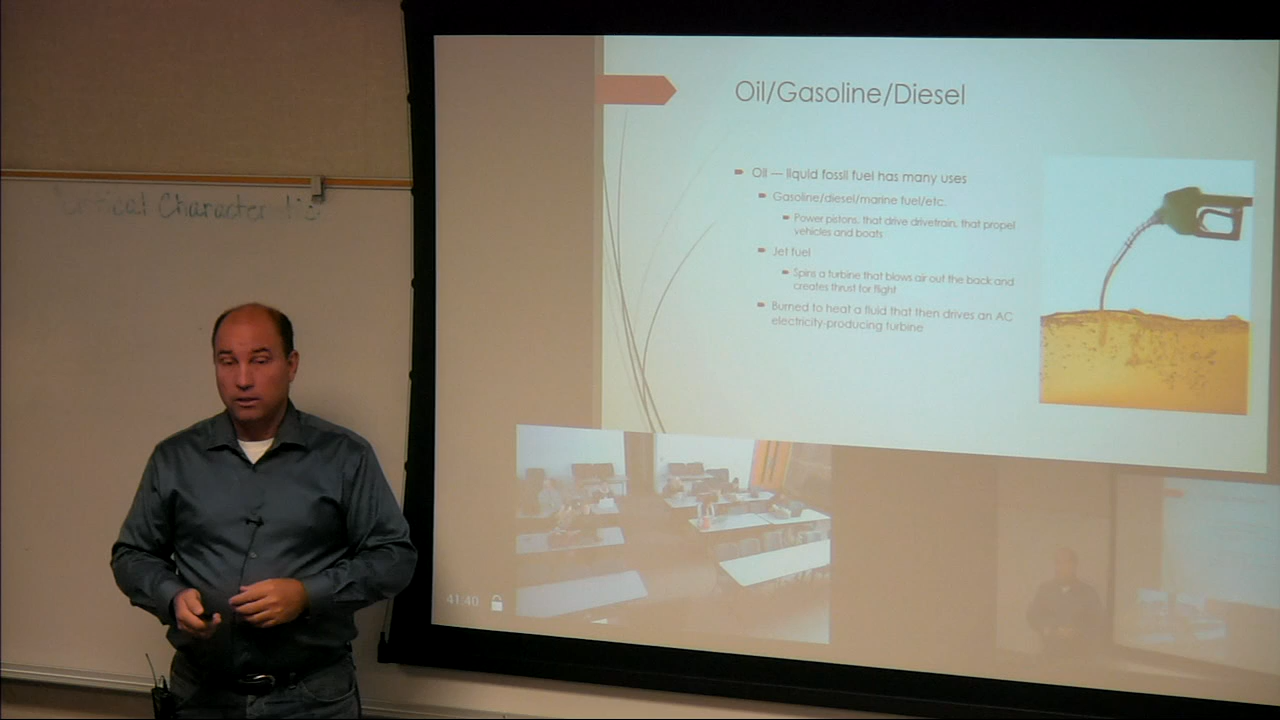 Critical Characteristic
Oil/Gasoline/Diesel
Oil — liquid fossil fuel has many uses
Gasoline/diesel/marine fuel/etc.
Power pistons, that drive drivetrain, that propel
vehicles and boats
Jet fuel
Spins a turbine that blows air out the back and
creates thrust for flight
Burned to heat a fluid that then drives an AC
electricity-producing turbine
41:40